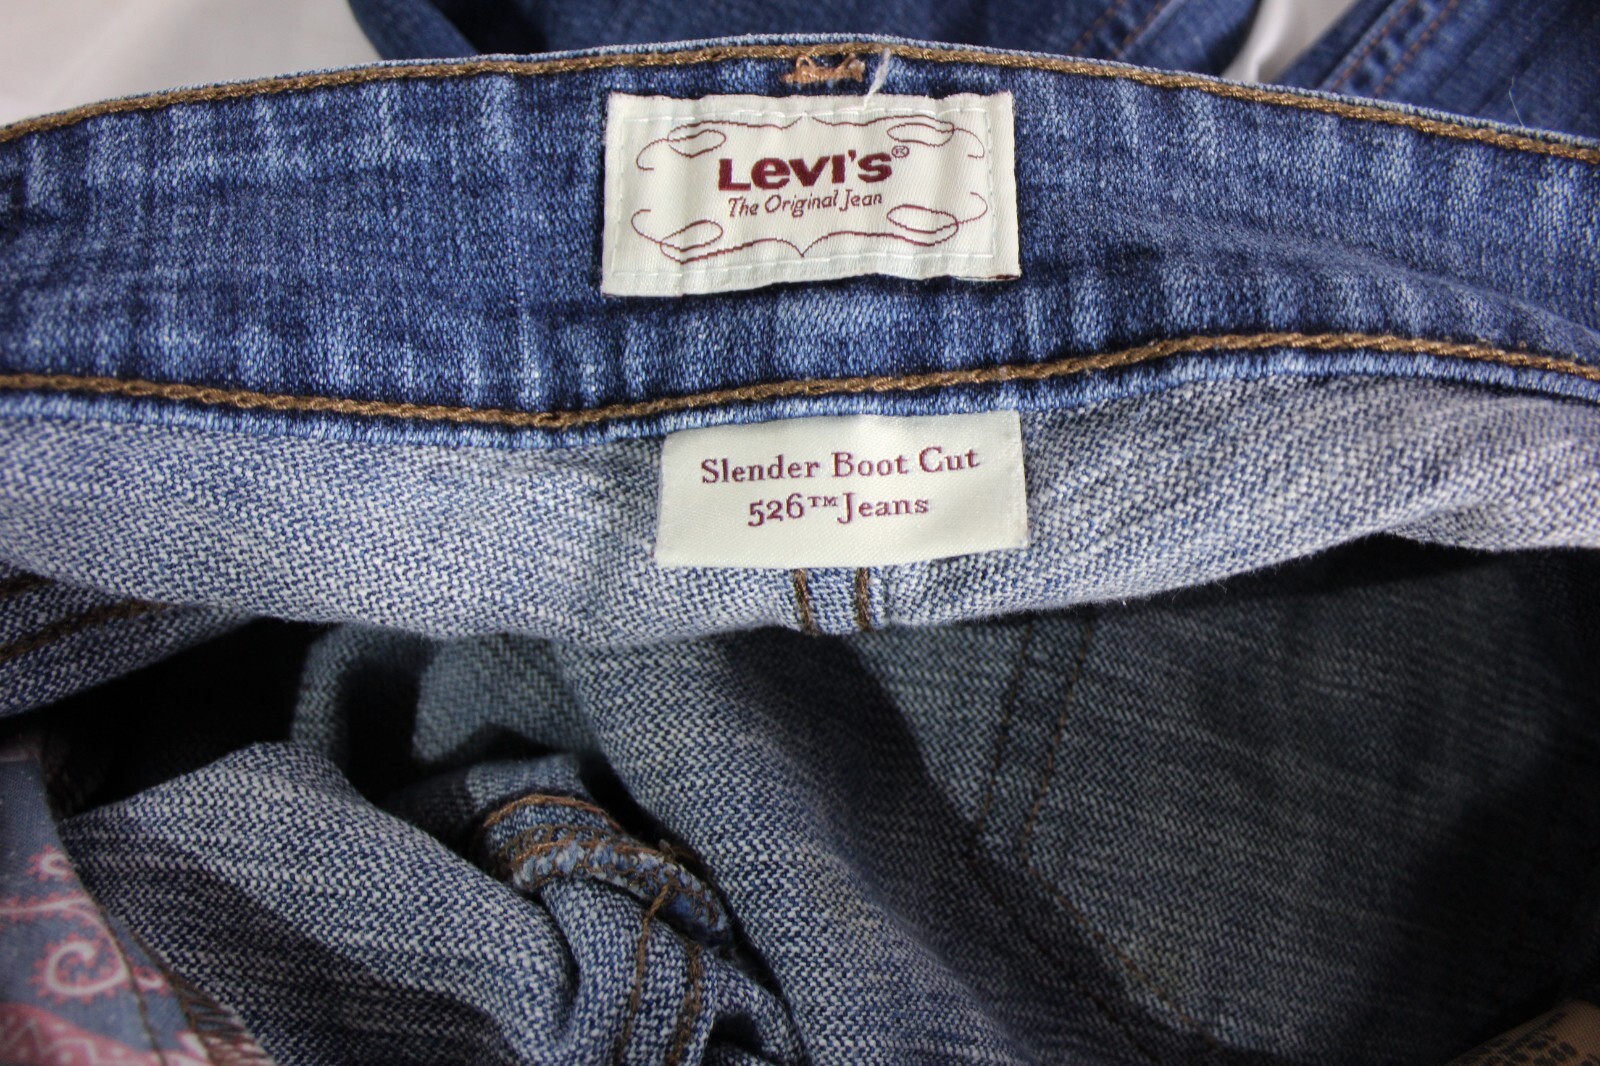 Levi's®
The Original Jean
Slender Boot Cut
526™ Jeans